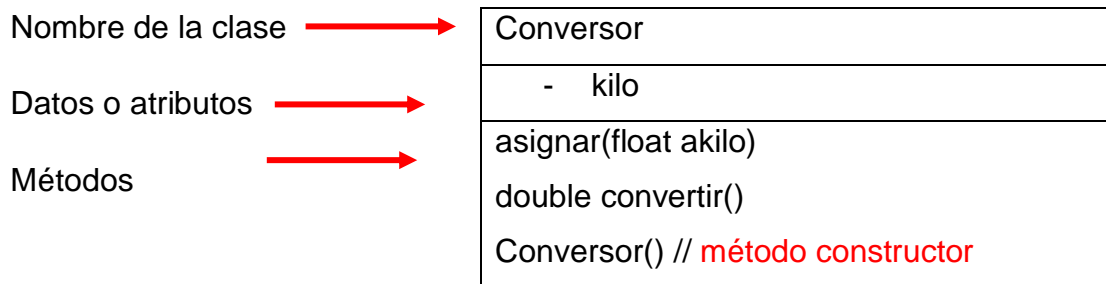 Nombre de la clase
Conversor
Datos o atributos
- kilo
Métodos
asignar(float akilo)
double convertir()
Conversor() // método constructor